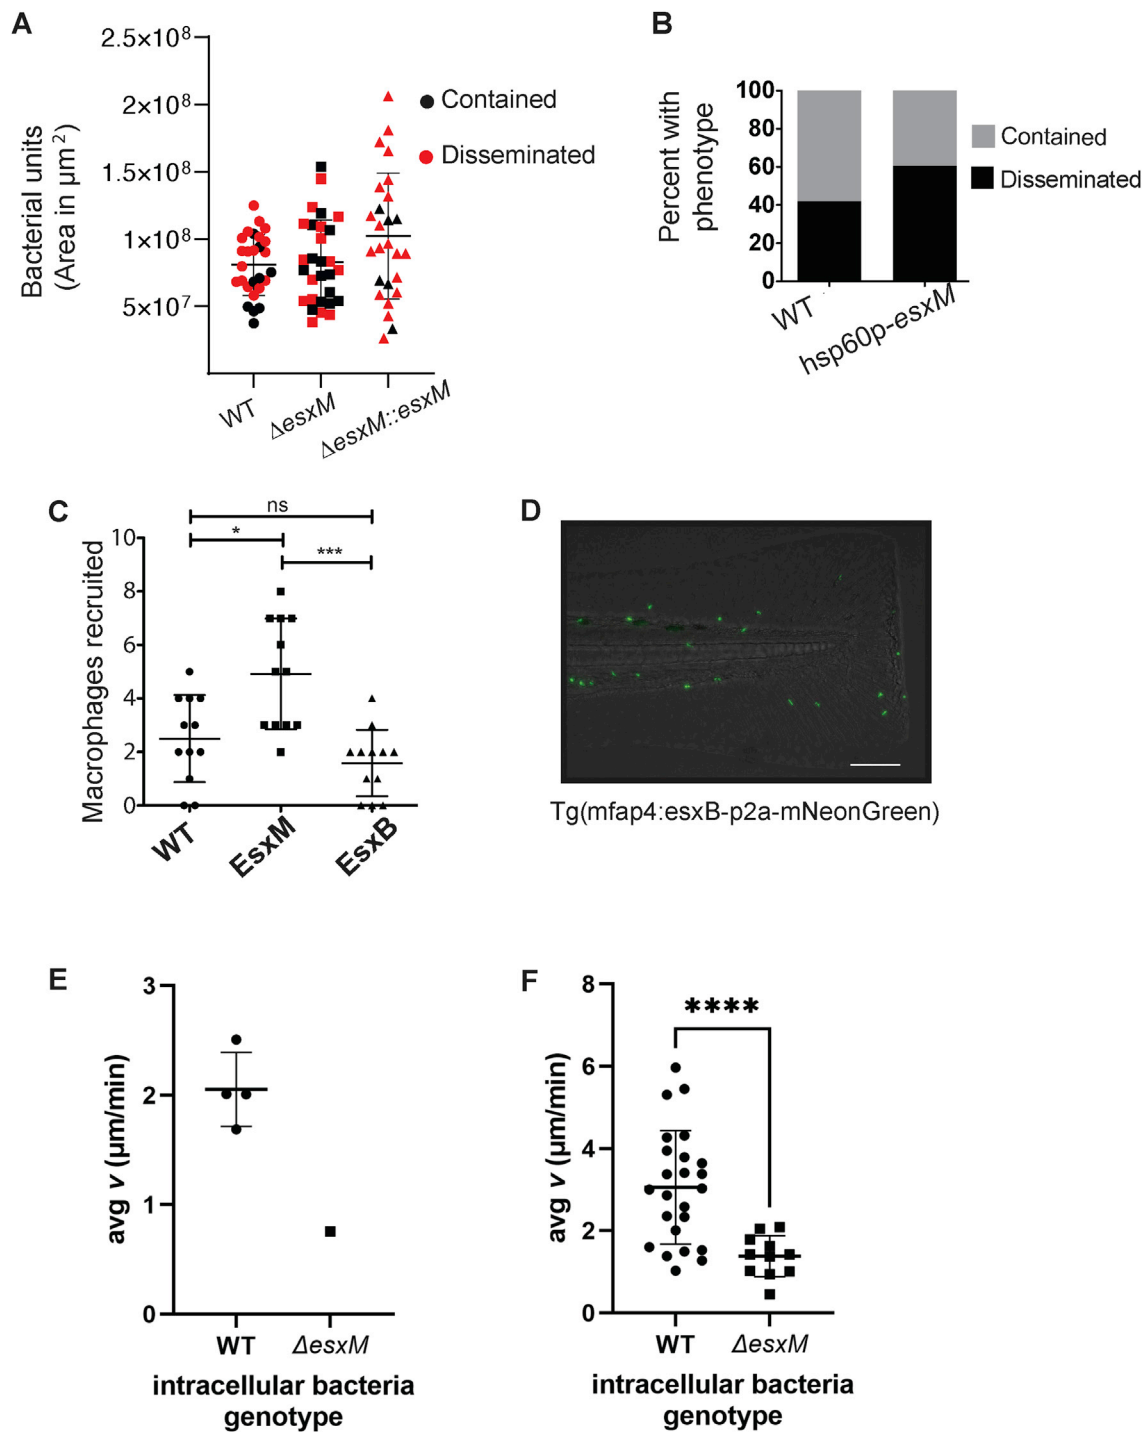 A
2.5×10⁸
2×10⁸
1.5×10⁸
1×10⁸
5×10⁷
Bacterial units
(Area in µm²)
Contained
Disseminated
WT
ΔesxM
ΔesxM::esxM
B
100
80
60
40
20
0
Percent with
phenotype
Contained
Disseminated
WT
hsp60p-esxM
C
ns
*
***
10
8
6
4
2
0
Macrophages recruited
WT
EsxM
EsxB
D
Tg(mfap4:esxB-p2a-mNeonGreen)
E
3
2
1
0
avg v (µm/min)
WT
ΔesxM
intracellular bacteria
genotype
F
****
8
6
4
2
0
avg v (µm/min)
WT
ΔesxM
intracellular bacteria
genotype